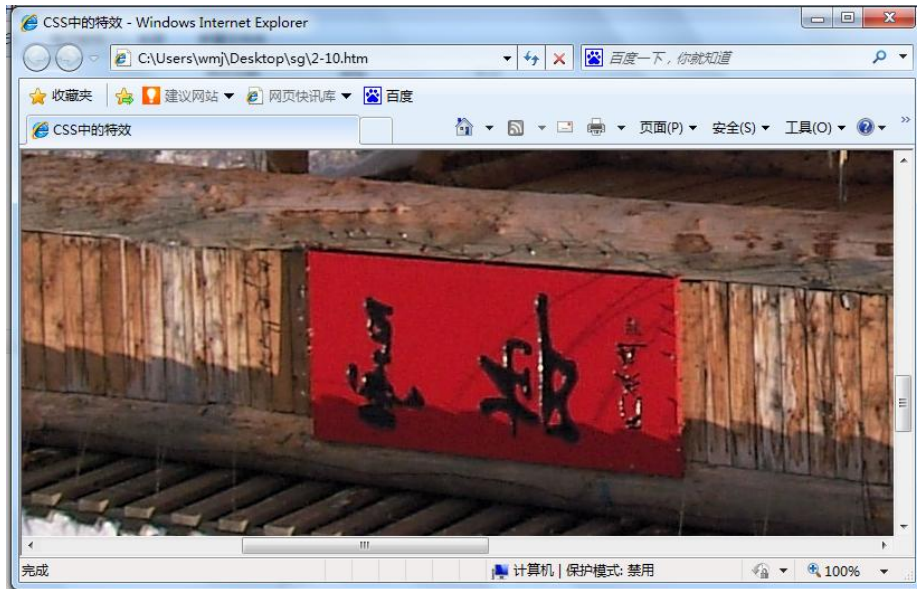 CSS中的特效 - Windows Internet Explorer
C:\Users\wmj\Desktop\sg\2-10.htm
百度一下，你就知道
收藏夹 建议网站 网页快讯库 百度
CSS中的特效
页面(P) 安全(S) 工具(O)
完成
计算机 | 保护模式: 禁用
100%